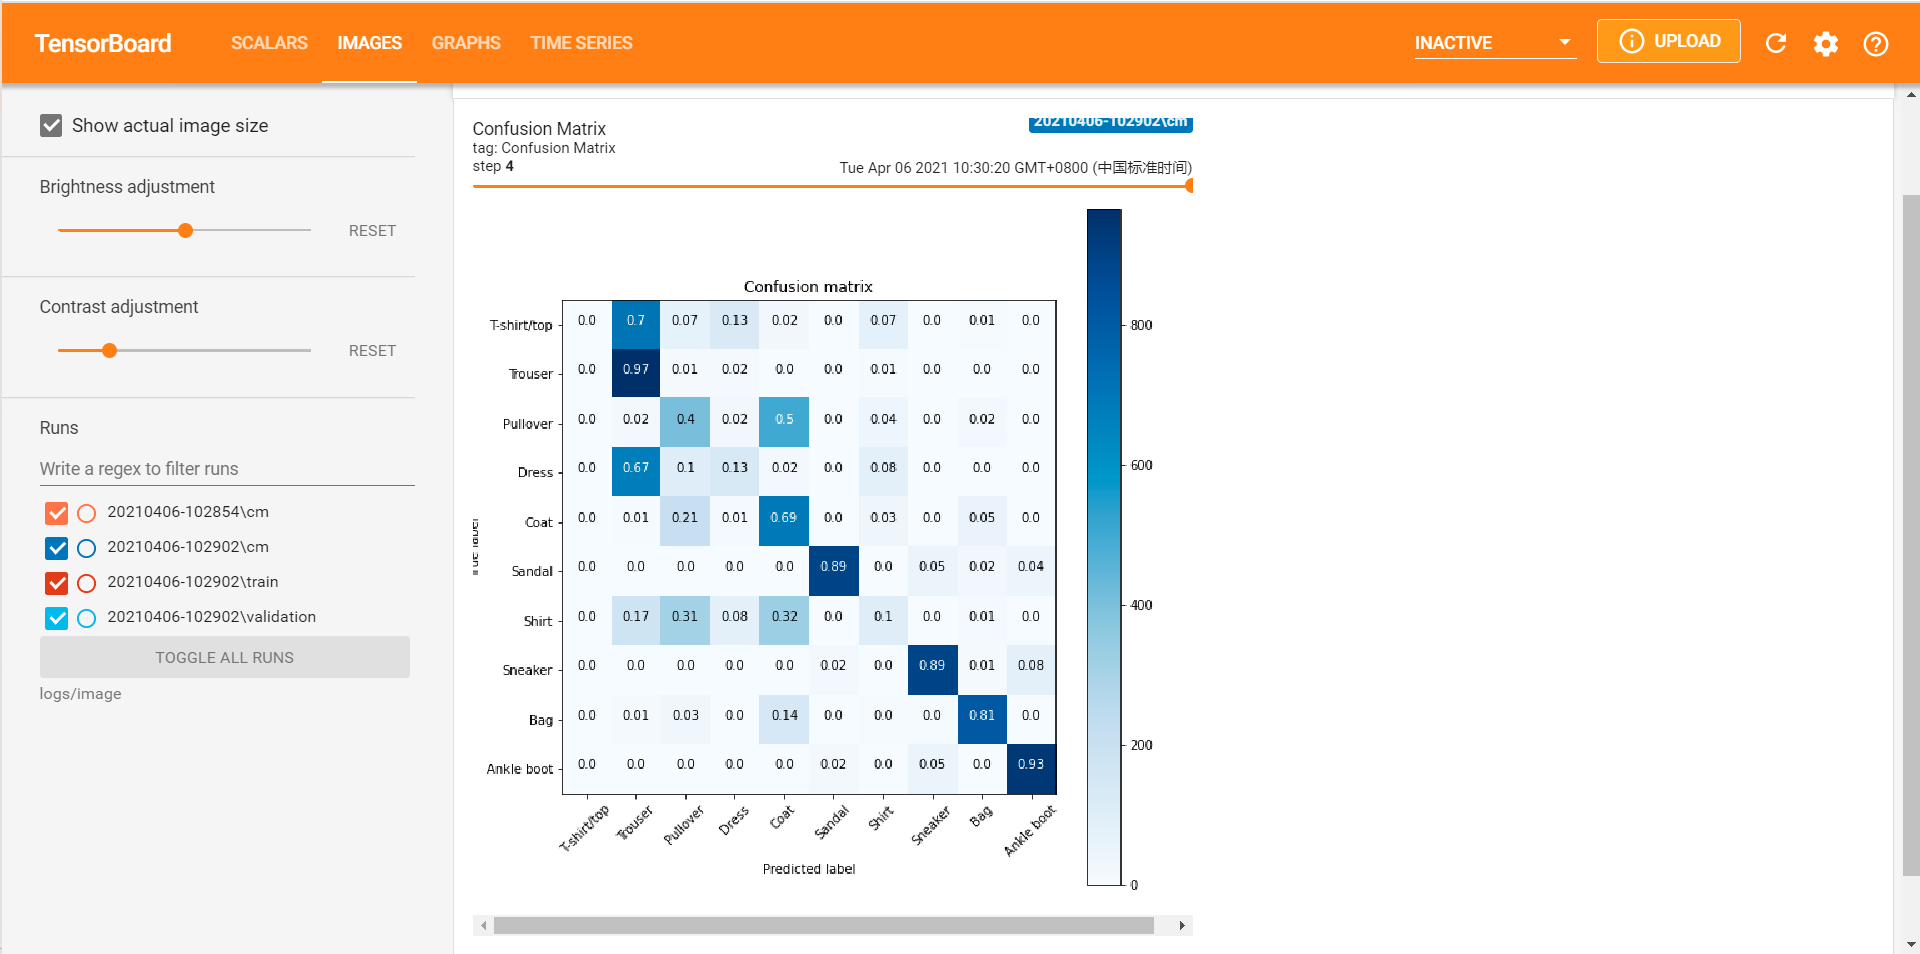 TensorBoard SCALARS IMAGES GRAPHS TIME SERIES INACTIVE UPLOAD
Show actual image size
Brightness adjustment
RESET
Contrast adjustment
RESET
Runs
Write a regex to filter runs
20210406-102854\cm
20210406-102902\cm
20210406-102902\train
20210406-102902\validation
TOGGLE ALL RUNS
logs/image
Confusion Matrix
20210406-102902\cm
tag: Confusion Matrix
step 4
Tue Apr 06 2021 10:30:20 GMT+0800 (中国标准时间)
Confusion matrix
T-shirt/top 0.0 0.7 0.07 0.13 0.02 0.0 0.07 0.0 0.01 0.0
Trouser 0.0 0.97 0.01 0.02 0.0 0.0 0.01 0.0 0.0 0.0
Pullover 0.0 0.02 0.4 0.02 0.5 0.0 0.04 0.0 0.02 0.0
Dress 0.0 0.67 0.1 0.13 0.02 0.0 0.08 0.0 0.0 0.0
Coat 0.0 0.01 0.21 0.01 0.69 0.0 0.03 0.0 0.05 0.0
Sandal 0.0 0.0 0.0 0.0 0.0 0.89 0.0 0.05 0.02 0.04
Shirt 0.0 0.17 0.31 0.08 0.32 0.0 0.1 0.0 0.01 0.0
Sneaker 0.0 0.0 0.0 0.0 0.0 0.02 0.0 0.89 0.01 0.08
Bag 0.0 0.01 0.03 0.0 0.14 0.0 0.0 0.0 0.81 0.0
Ankle boot 0.0 0.0 0.0 0.0 0.0 0.02 0.0 0.05 0.0 0.93
T-shirt/top Trouser Pullover Dress Coat Sandal Shirt Sneaker Bag Ankle boot
Predicted label
800
600
400
200
0